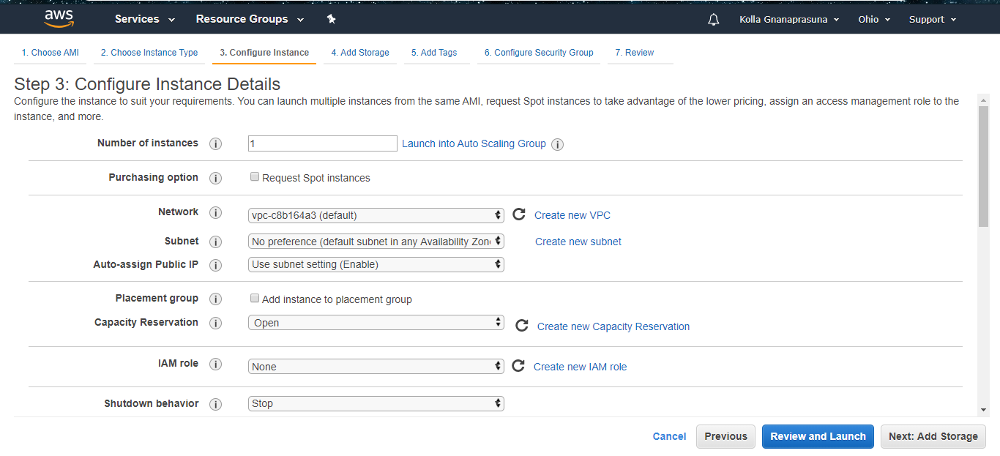 aws Services Resource Groups Kolla Gnanaprasuna Ohio Support
1. Choose AMI 2. Choose Instance Type 3. Configure Instance 4. Add Storage 5. Add Tags 6. Configure Security Group 7. Review
Step 3: Configure Instance Details
Configure the instance to suit your requirements. You can launch multiple instances from the same AMI, request Spot instances to take advantage of the lower pricing, assign an access management role to the
instance, and more.
Number of instances i 1 Launch into Auto Scaling Group i
Purchasing option i Request Spot instances
Network i vpc-c8b164a3 (default) Create new VPC
Subnet i No preference (default subnet in any Availability Zon Create new subnet
Auto-assign Public IP i Use subnet setting (Enable)
Placement group i Add instance to placement group
Capacity Reservation i Open Create new Capacity Reservation
IAM role i None Create new IAM role
Shutdown behavior i Stop
Cancel Previous Review and Launch Next: Add Storage